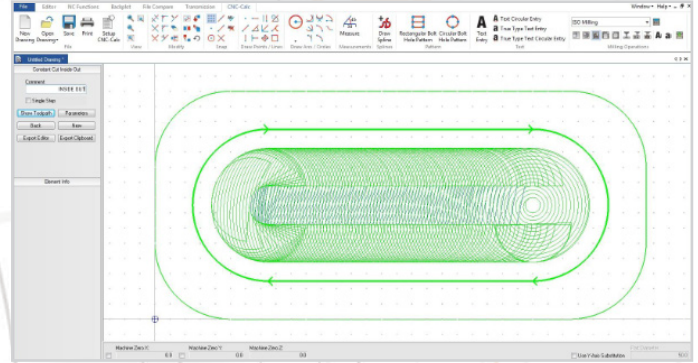 File Editor NC Functions Backplot File Compare Transmission CNC-Calc Window Help
New Drawing
Open Drawing
Save
Print
Setup CNC-Calc
Measure
Draw Spline
Rectangular Bolt Hole Pattern
Circular Bolt Hole Pattern
Text Entry
A Text Circular Entry
A True Type Text Entry
A True Type Text Circular Entry
ISO Milling
File View Modify Snap Draw Points / Lines Draw Arcs / Circles Measurements Splines Pattern Text Milling Operations
Untitled Drawing *
Constant Cut Inside Out
Comment
INSIDE OUT
Single Step
Show Toolpath Parameters
Back New
Export Editor Export Clipboard
Element Info
Machine Zero X: Machine Zero Y: Machine Zero Z:
0.0 0.0 0.0
Use Y Axis Substitution